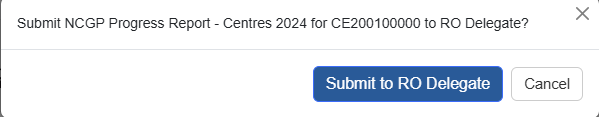 Submit NCGP Progress Report - Centres 2024 for CE200100000 to RO Delegate?
Submit to RO Delegate Cancel